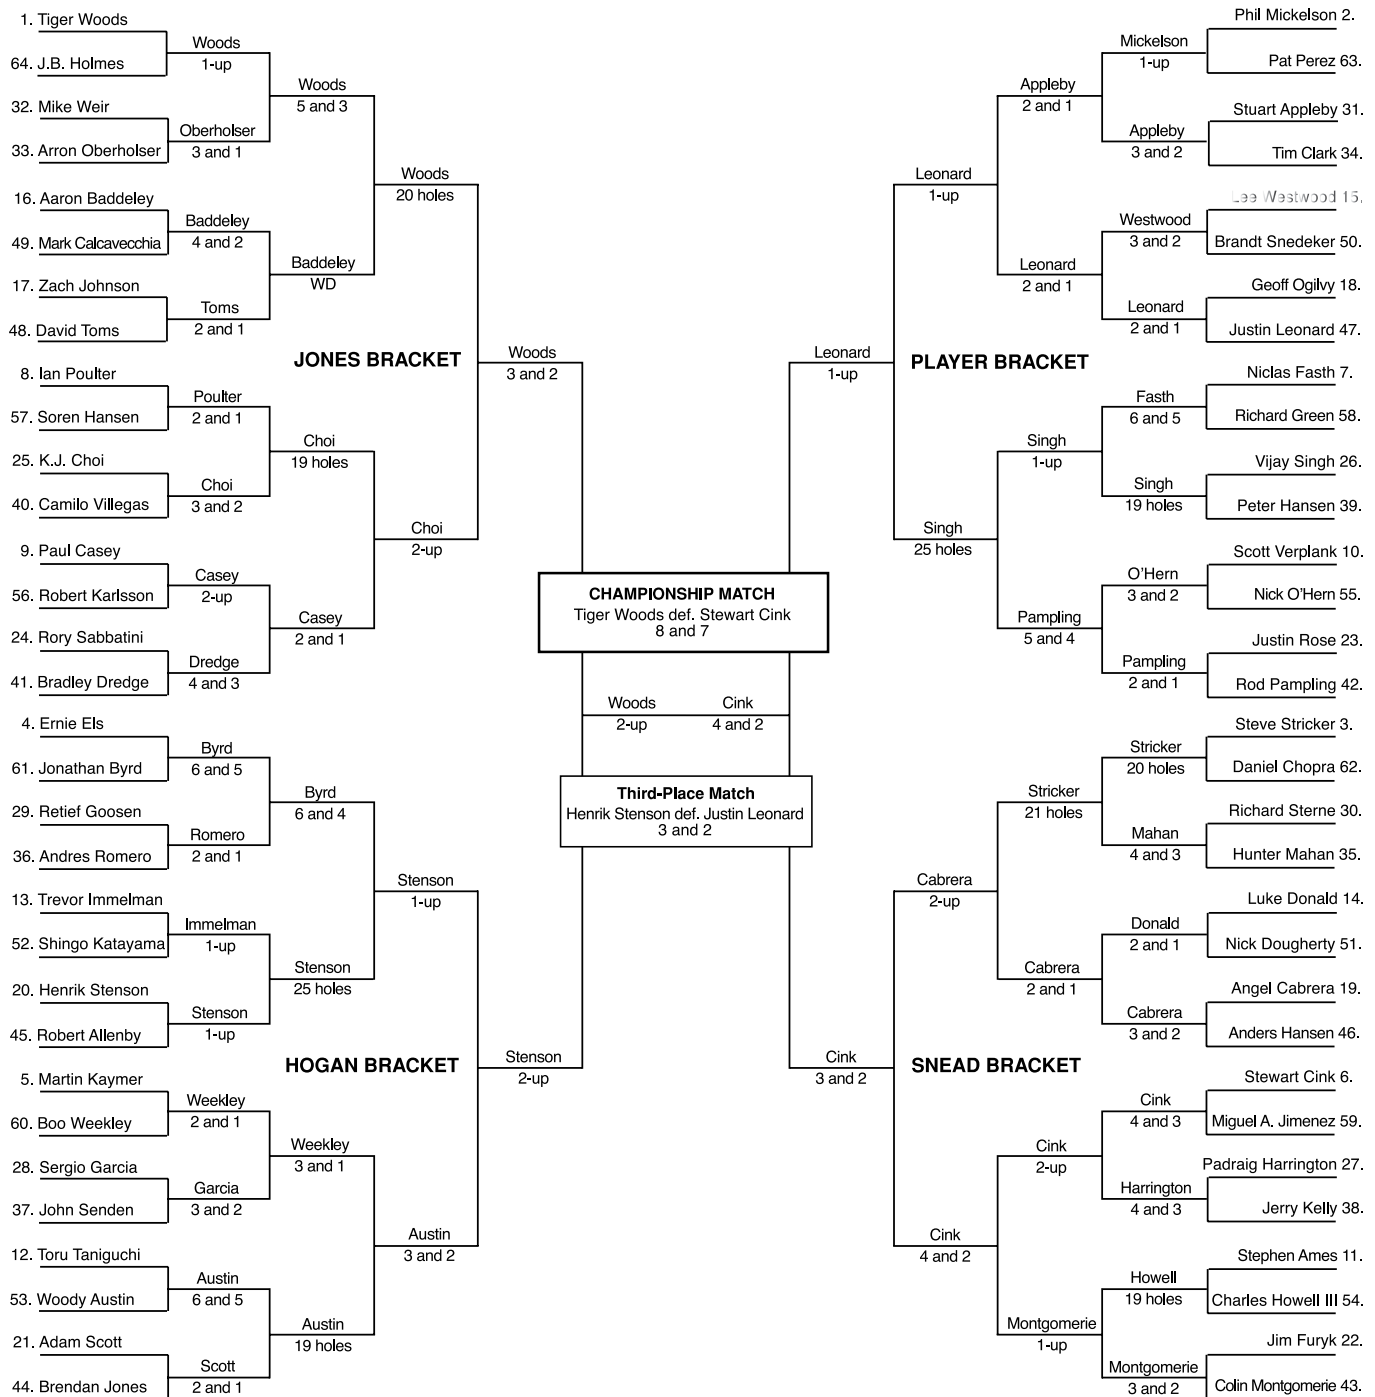 1. Tiger Woods
Woods
1-up
64. J.B. Holmes
Woods
5 and 3
32. Mike Weir
Oberholser
3 and 1
33. Arron Oberholser
Woods
20 holes
16. Aaron Baddeley
Baddeley
4 and 2
49. Mark Calcavecchia
Baddeley
WD
17. Zach Johnson
Toms
2 and 1
48. David Toms
JONES BRACKET
Woods
3 and 2
8. Ian Poulter
Poulter
2 and 1
57. Soren Hansen
Choi
19 holes
25. K.J. Choi
Choi
3 and 2
40. Camilo Villegas
Choi
2-up
9. Paul Casey
Casey
2-up
56. Robert Karlsson
Casey
2 and 1
24. Rory Sabbatini
Dredge
4 and 3
41. Bradley Dredge
4. Ernie Els
Byrd
6 and 5
61. Jonathan Byrd
Byrd
6 and 4
29. Retief Goosen
Romero
2 and 1
36. Andres Romero
Stenson
1-up
13. Trevor Immelman
Immelman
1-up
52. Shingo Katayama
Stenson
25 holes
20. Henrik Stenson
Stenson
1-up
45. Robert Allenby
HOGAN BRACKET
Stenson
2-up
5. Martin Kaymer
Weekley
2 and 1
60. Boo Weekley
Weekley
3 and 1
28. Sergio Garcia
Garcia
3 and 2
37. John Senden
Austin
3 and 2
12. Toru Taniguchi
Austin
6 and 5
53. Woody Austin
Austin
19 holes
21. Adam Scott
Scott
2 and 1
44. Brendan Jones
CHAMPIONSHIP MATCH
Tiger Woods def. Stewart Cink
8 and 7
Woods
2-up
Cink
4 and 2
Third-Place Match
Henrik Stenson def. Justin Leonard
3 and 2
Phil Mickelson 2.
Mickelson
1-up
Pat Perez 63.
Appleby
2 and 1
Stuart Appleby 31.
Appleby
3 and 2
Tim Clark 34.
Leonard
1-up
Lee Westwood 15.
Westwood
3 and 2
Brandt Snedeker 50.
Leonard
2 and 1
Geoff Ogilvy 18.
Leonard
2 and 1
Justin Leonard 47.
Leonard
1-up
PLAYER BRACKET
Niclas Fasth 7.
Fasth
6 and 5
Richard Green 58.
Singh
1-up
Vijay Singh 26.
Singh
19 holes
Peter Hansen 39.
Singh
25 holes
Scott Verplank 10.
O'Hern
3 and 2
Nick O'Hern 55.
Pampling
5 and 4
Justin Rose 23.
Pampling
2 and 1
Rod Pampling 42.
Steve Stricker 3.
Stricker
20 holes
Daniel Chopra 62.
Stricker
21 holes
Richard Sterne 30.
Mahan
4 and 3
Hunter Mahan 35.
Cabrera
2-up
Luke Donald 14.
Donald
2 and 1
Nick Dougherty 51.
Cabrera
2 and 1
Angel Cabrera 19.
Cabrera
3 and 2
Anders Hansen 46.
Cink
3 and 2
SNEAD BRACKET
Stewart Cink 6.
Cink
4 and 3
Miguel A. Jimenez 59.
Cink
2-up
Padraig Harrington 27.
Harrington
4 and 3
Jerry Kelly 38.
Cink
4 and 2
Stephen Ames 11.
Howell
19 holes
Charles Howell III 54.
Montgomerie
1-up
Jim Furyk 22.
Montgomerie
3 and 2
Colin Montgomerie 43.